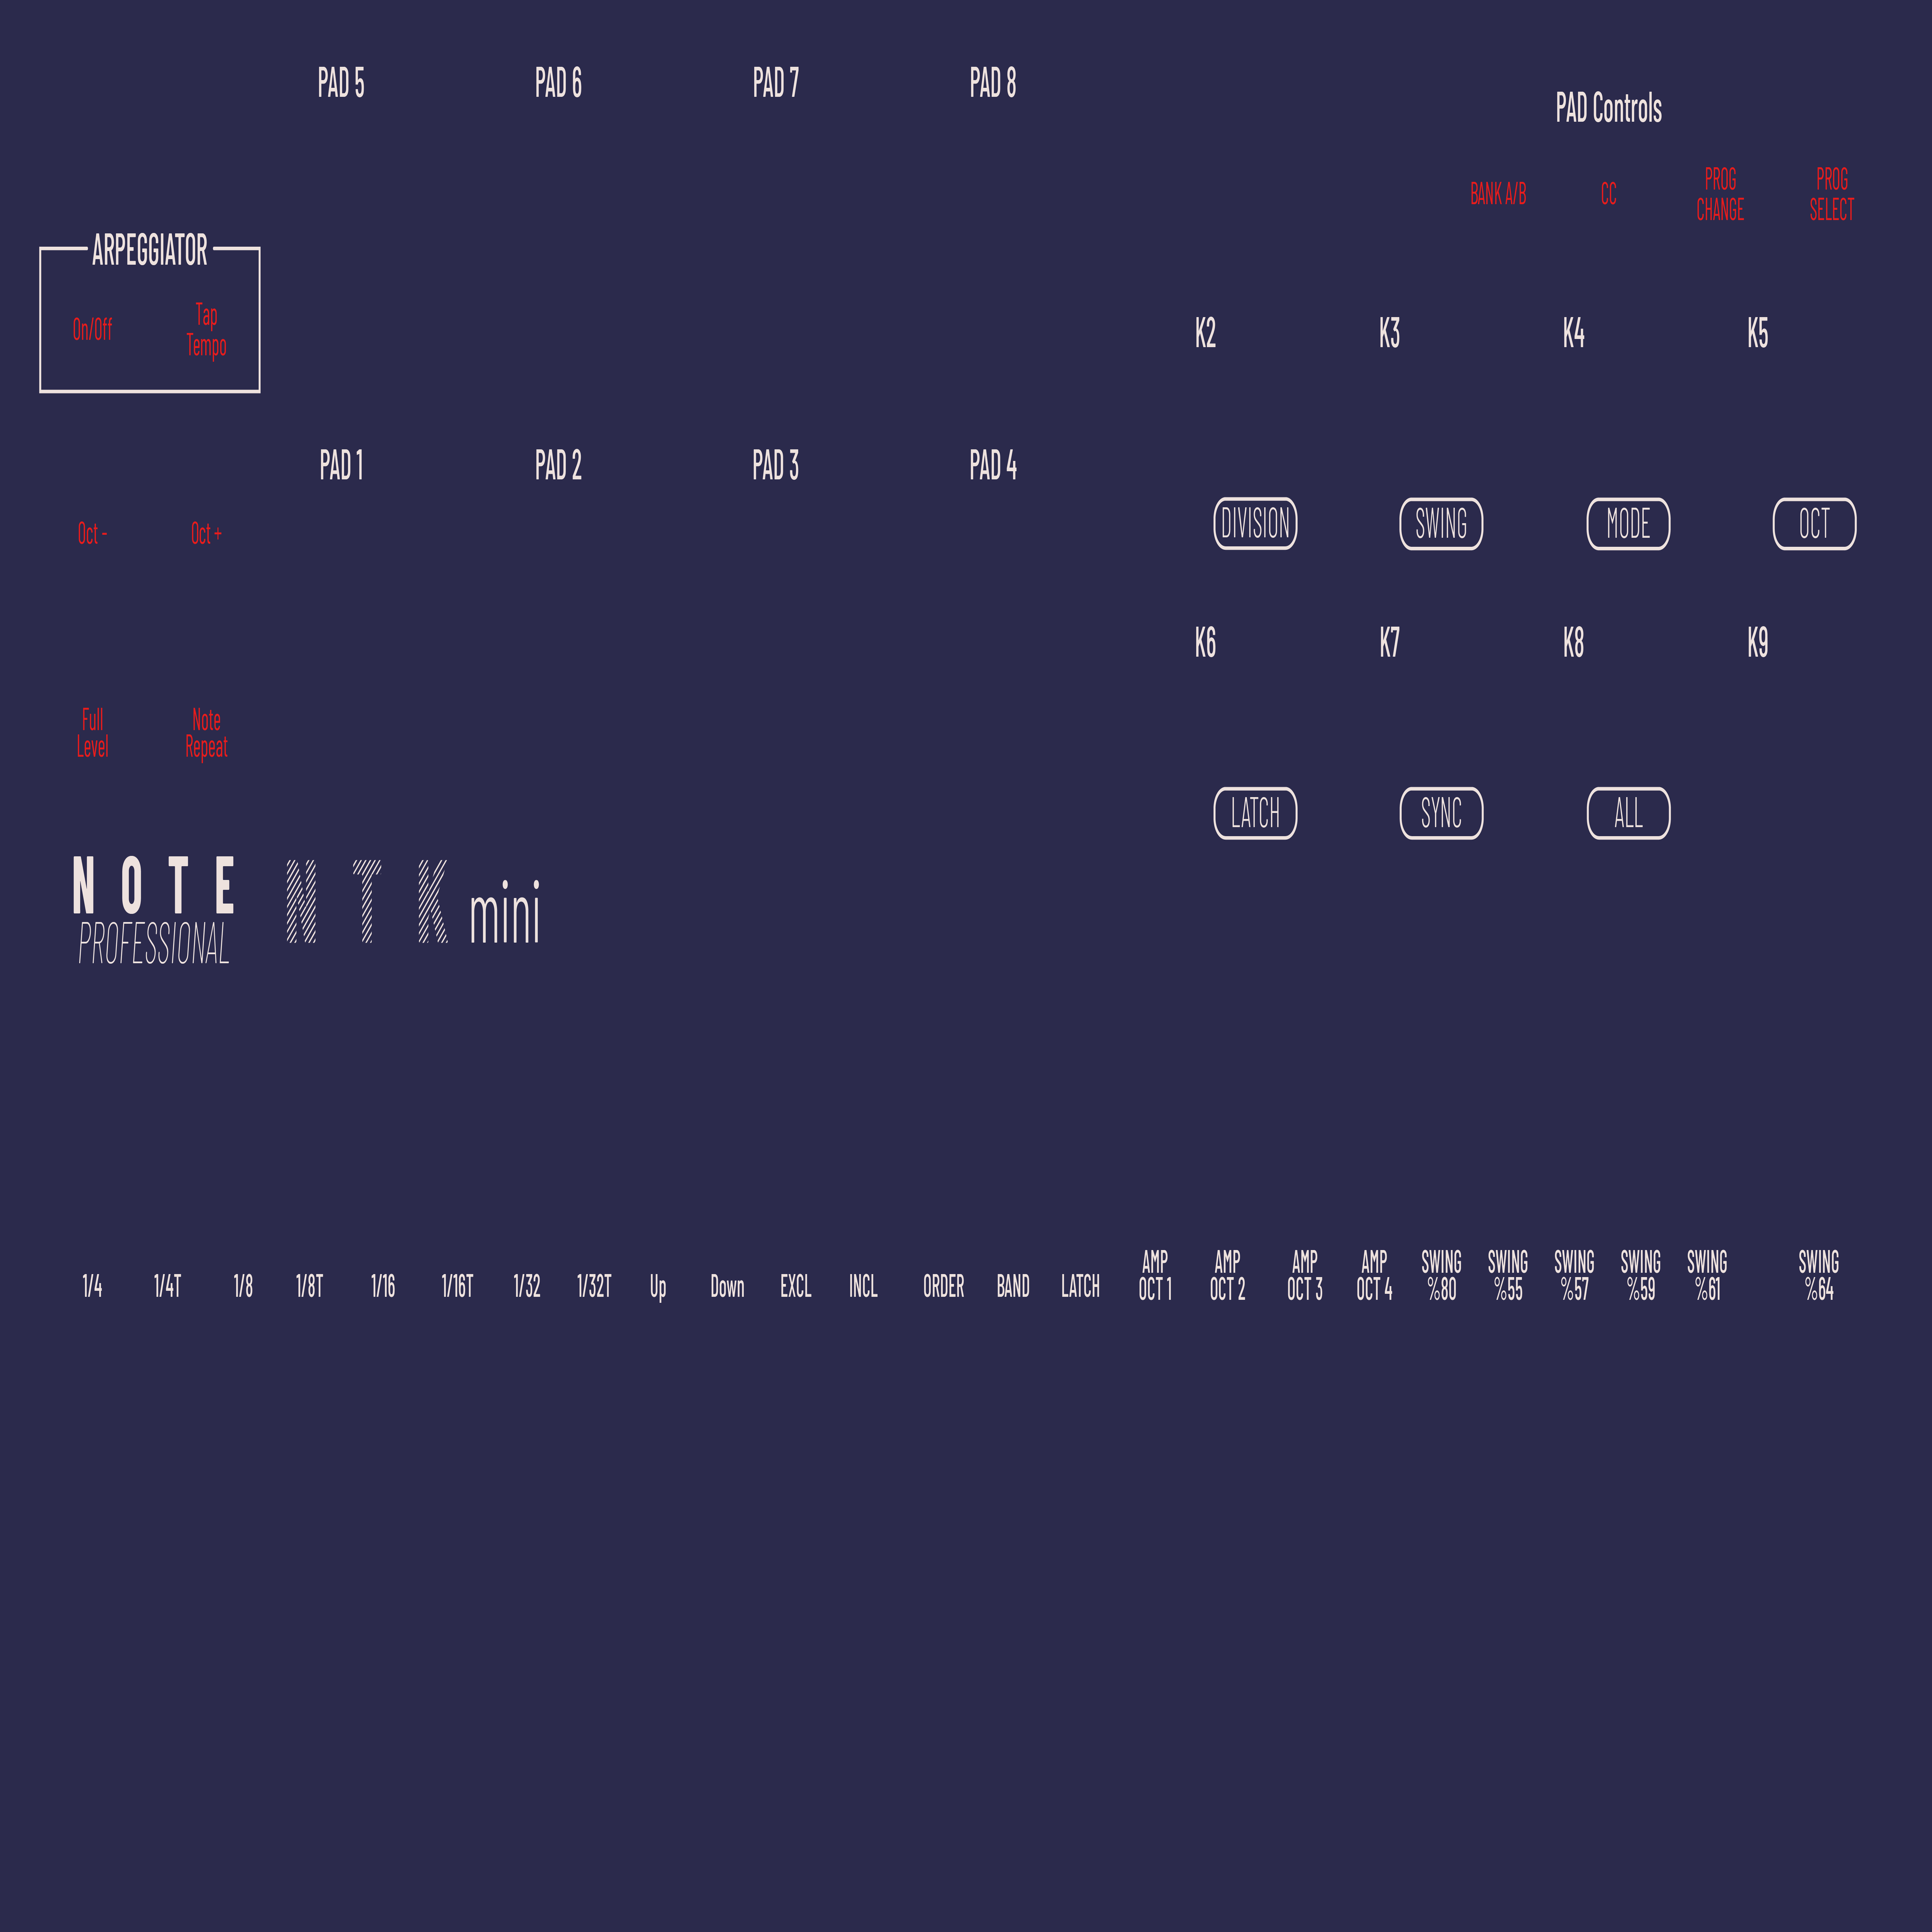 PAD 5 PAD 6 PAD 7 PAD 8
PAD Controls
BANK A/B CC PROG CHANGE PROG SELECT
ARPEGGIATOR
On/Off Tap Tempo
K2 K3 K4 K5
PAD 1 PAD 2 PAD 3 PAD 4
DIVISION SWING MODE OCT
Oct - Oct +
K6 K7 K8 K9
Full Level Note Repeat
LATCH SYNC ALL
NOTE
PROFESSIONAL
NTK mini
1/4 1/4T 1/8 1/8T 1/16 1/16T 1/32 1/32T Up Down EXCL INCL ORDER BAND LATCH AMP OCT 1 AMP OCT 2 AMP OCT 3 AMP OCT 4 SWING %80 SWING %55 SWING %57 SWING %59 SWING %61 SWING %64